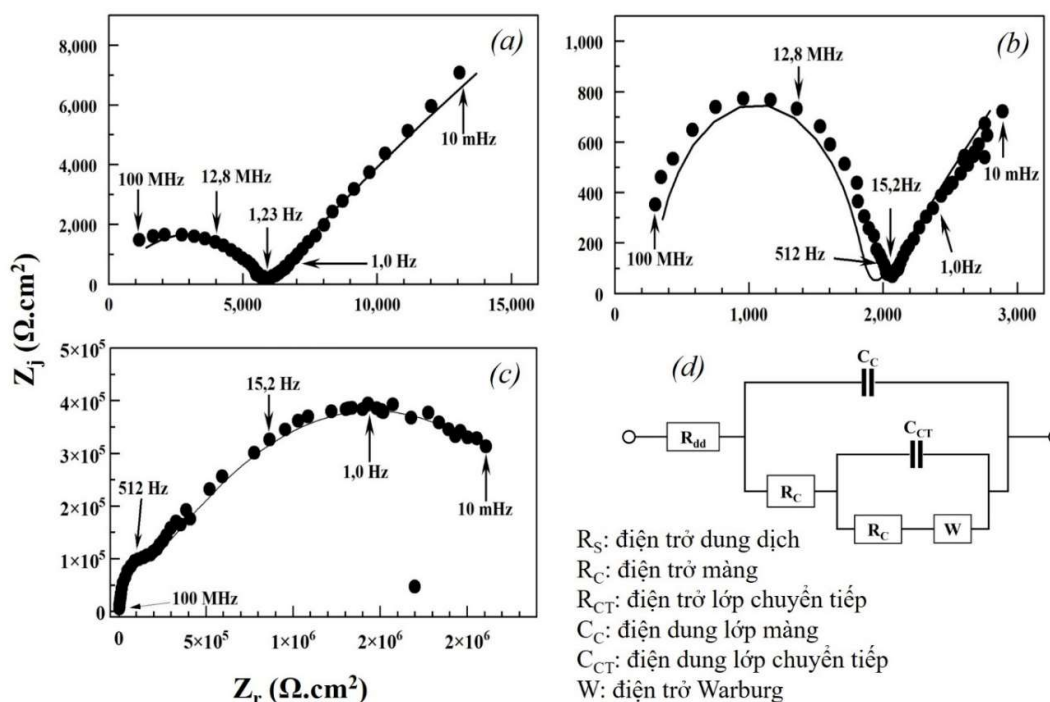 (a)
8,000
6,000
4,000
2,000
0
100 MHz
12,8 MHz
1,23 Hz
1,0 Hz
10 mHz
0
5,000
10,000
15,000
(b)
1,000
800
600
400
200
0
100 MHz
12,8 MHz
512 Hz
15,2Hz
1,0Hz
10 mHz
0
1,000
2,000
3,000
Zj (Ω.cm²)
(c)
5×10⁵
4×10⁵
3×10⁵
2×10⁵
1×10⁵
0
512 Hz
15,2 Hz
1,0 Hz
10 mHz
100 MHz
0
5×10⁵
1×10⁶
2×10⁶
2×10⁶
Zr (Ω.cm²)
(d)
CC
CCT
Rdd
RC
RC
W
RS: điện trở dung dịch
RC: điện trở màng
RCT: điện trở lớp chuyển tiếp
CC: điện dung lớp màng
CCT: điện dung lớp chuyển tiếp
W: điện trở Warburg